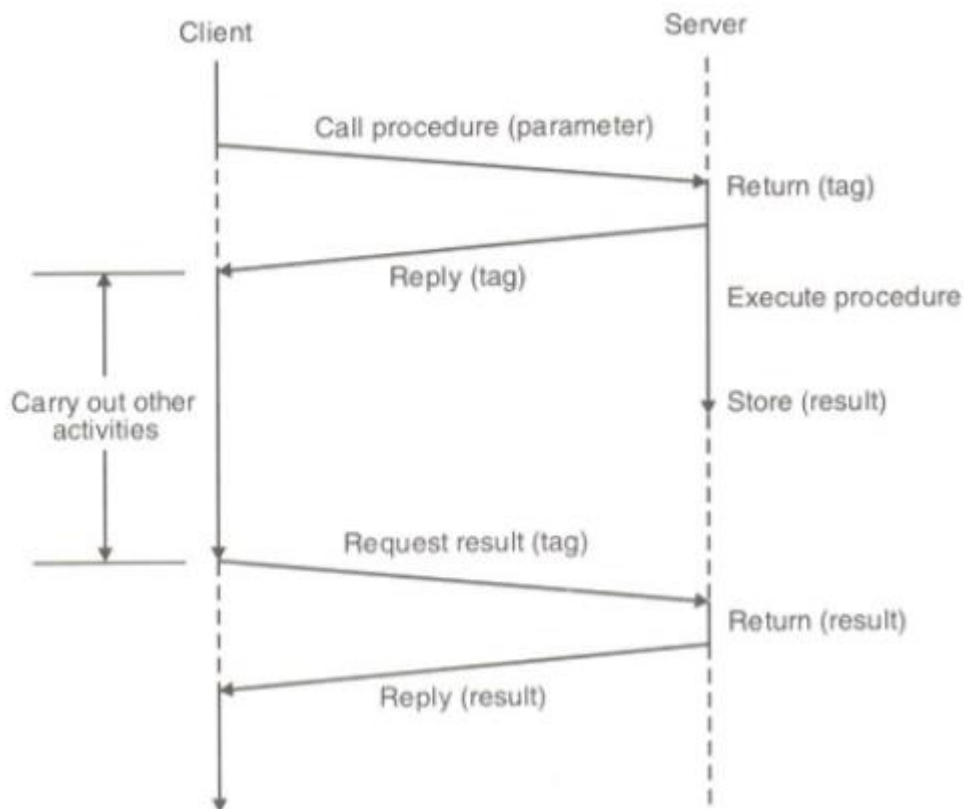 Client
Server
Call procedure (parameter)
Return (tag)
Reply (tag)
Execute procedure
Carry out other
activities
Store (result)
Request result (tag)
Return (result)
Reply (result)